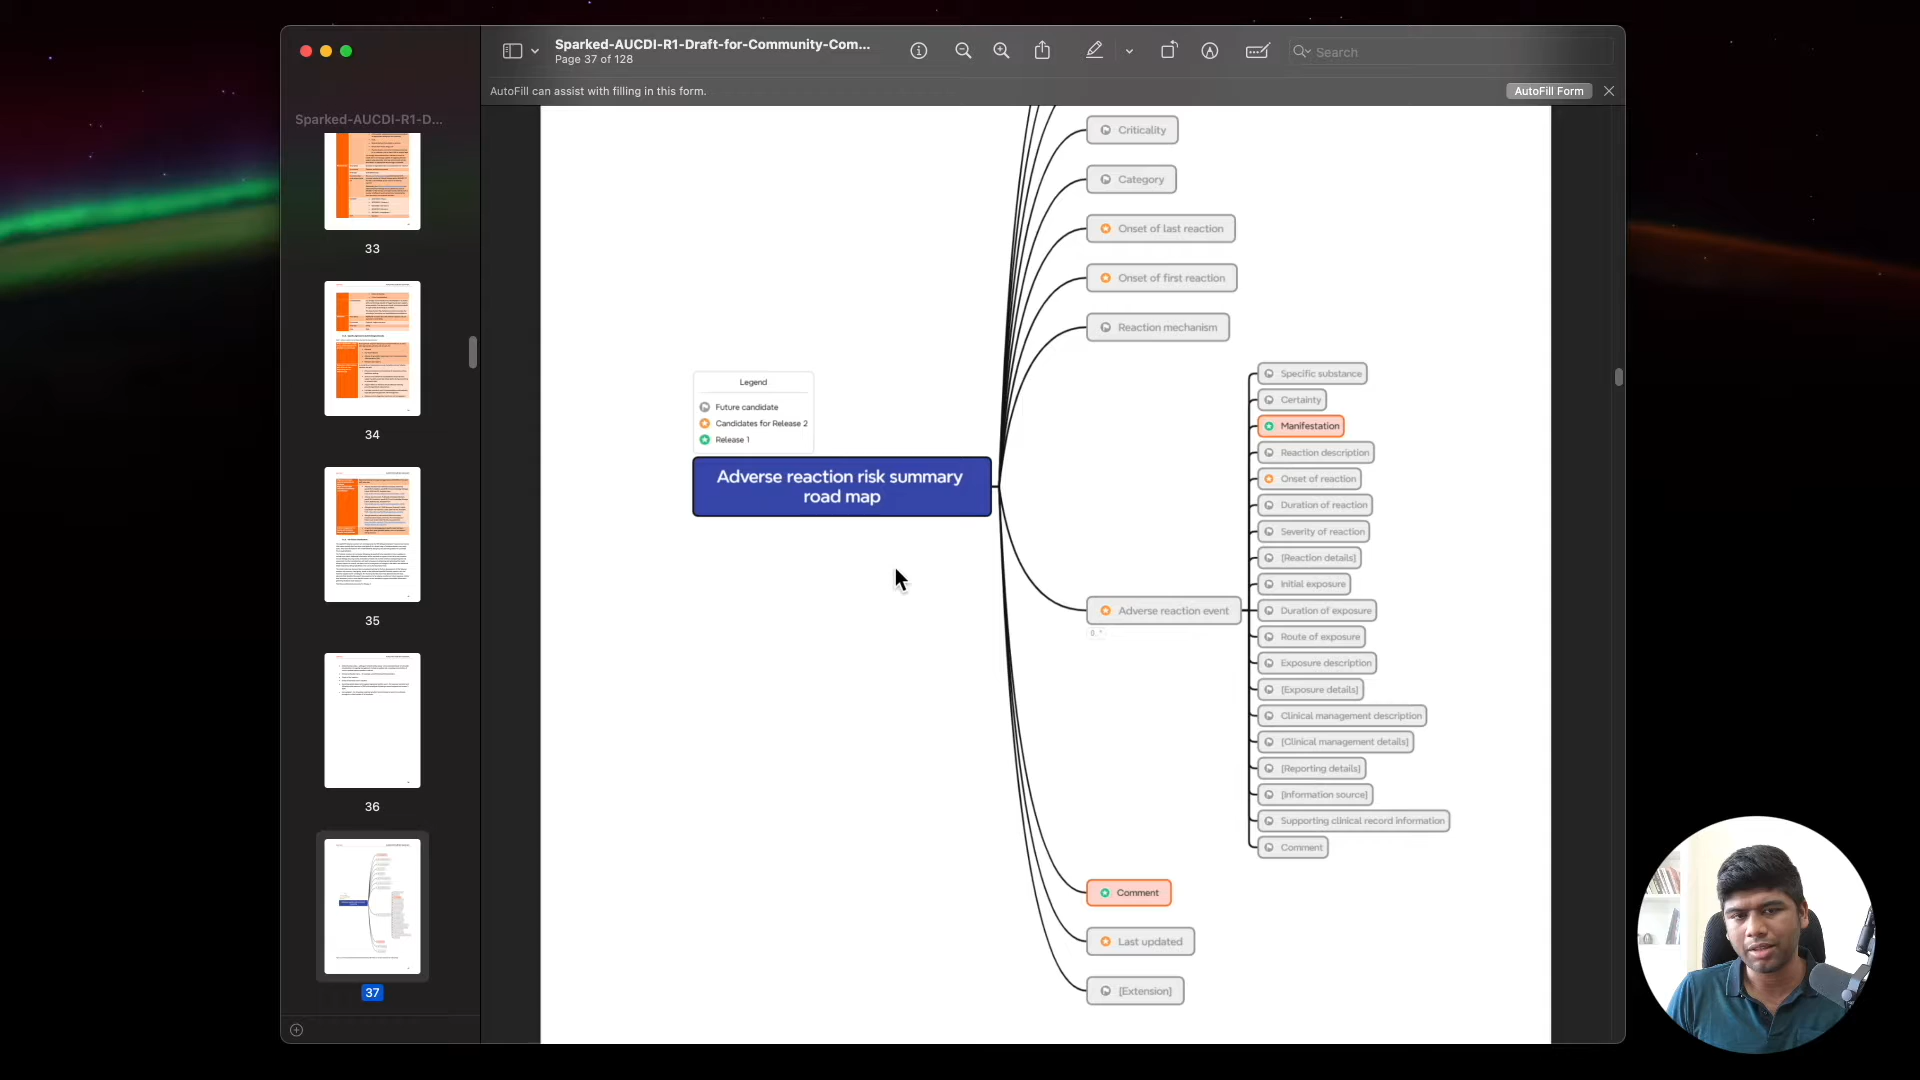 Sparked-AUCDI-R1-Draft-for-Community-Com...
Page 37 of 128
Search
AutoFill can assist with filling in this form.
AutoFill Form
Sparked-AUCDI-R1-D...
33
34
35
36
37
Criticality
Category
Onset of last reaction
Onset of first reaction
Reaction mechanism
Legend
Future candidate
Candidates for Release 2
Release 1
Adverse reaction risk summary
road map
Adverse reaction event
0..*
Specific substance
Certainty
Manifestation
Reaction description
Onset of reaction
Duration of reaction
Severity of reaction
[Reaction details]
Initial exposure
Duration of exposure
Route of exposure
Exposure description
[Exposure details]
Clinical management description
[Clinical management details]
[Reporting details]
[Information source]
Supporting clinical record information
Comment
Comment
Last updated
[Extension]